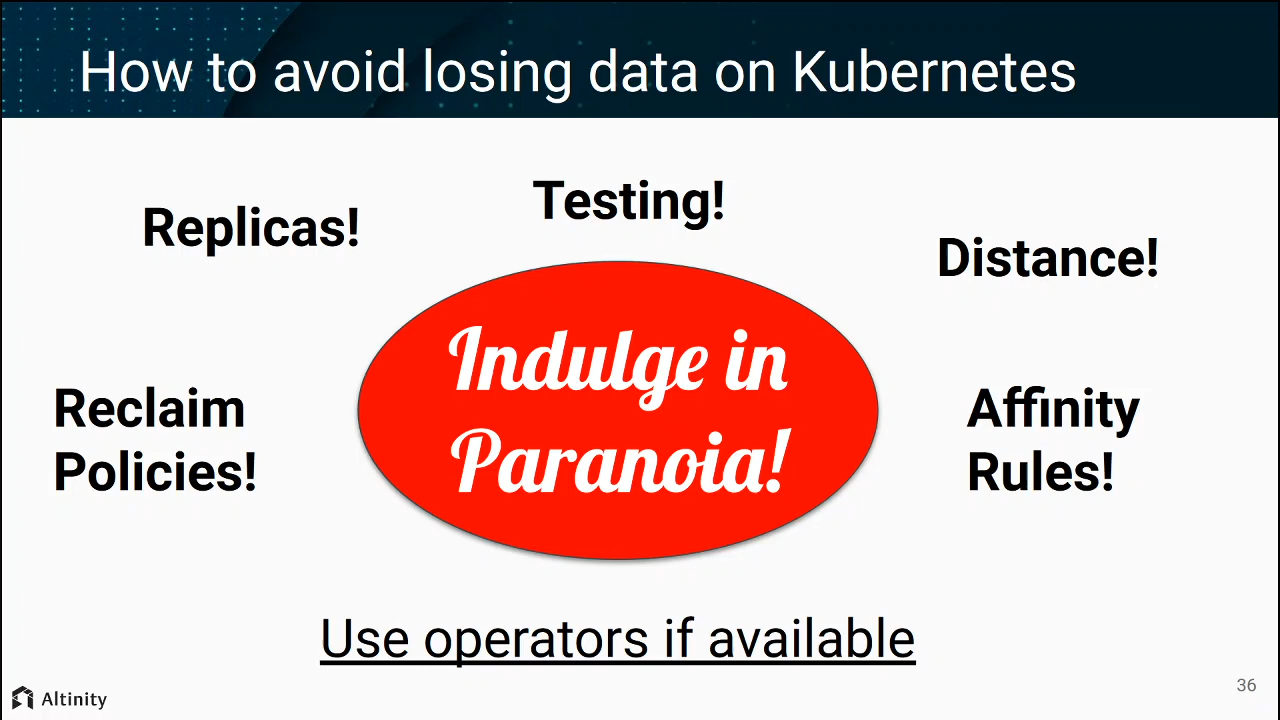 How to avoid losing data on Kubernetes
Testing!
Replicas!
Distance!
Indulge in
Paranoia!
Reclaim
Policies!
Affinity
Rules!
Use operators if available
Altinity
36